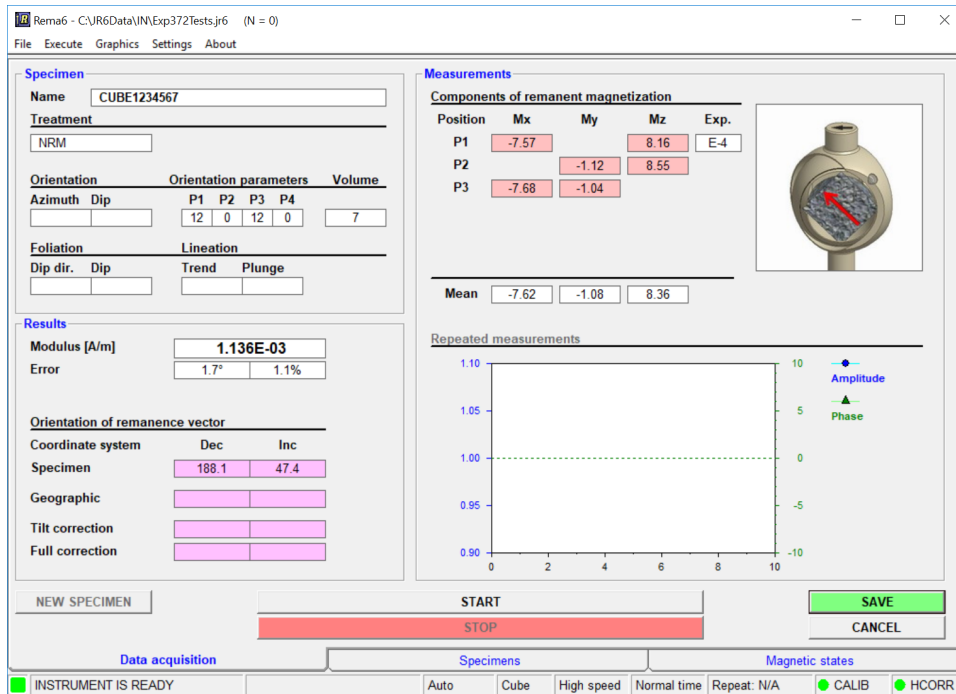 Rema6 - C:\JR6Data\IN\Exp372Tests.jr6 (N = 0)
File Execute Graphics Settings About
Specimen
Name CUBE1234567
Treatment
NRM
Orientation Orientation parameters Volume
Azimuth Dip P1 P2 P3 P4
12 0 12 0 7
Foliation Lineation
Dip dir. Dip Trend Plunge
Results
Modulus [A/m] 1.136E-03
Error 1.7° 1.1%
Orientation of remanence vector
Coordinate system Dec Inc
Specimen 188.1 47.4
Geographic
Tilt correction
Full correction
Measurements
Components of remanent magnetization
Position Mx My Mz Exp.
P1 -7.57 8.16 E-4
P2 -1.12 8.55
P3 -7.68 -1.04
Mean -7.62 -1.08 8.36
Repeated measurements
1.10 10
1.05 5
1.00 0
0.95 -5
0.90 -10
0 2 4 6 8 10
Amplitude
Phase
NEW SPECIMEN START SAVE
STOP CANCEL
Data acquisition Specimens Magnetic states
INSTRUMENT IS READY Auto Cube High speed Normal time Repeat: N/A CALIB HCORR